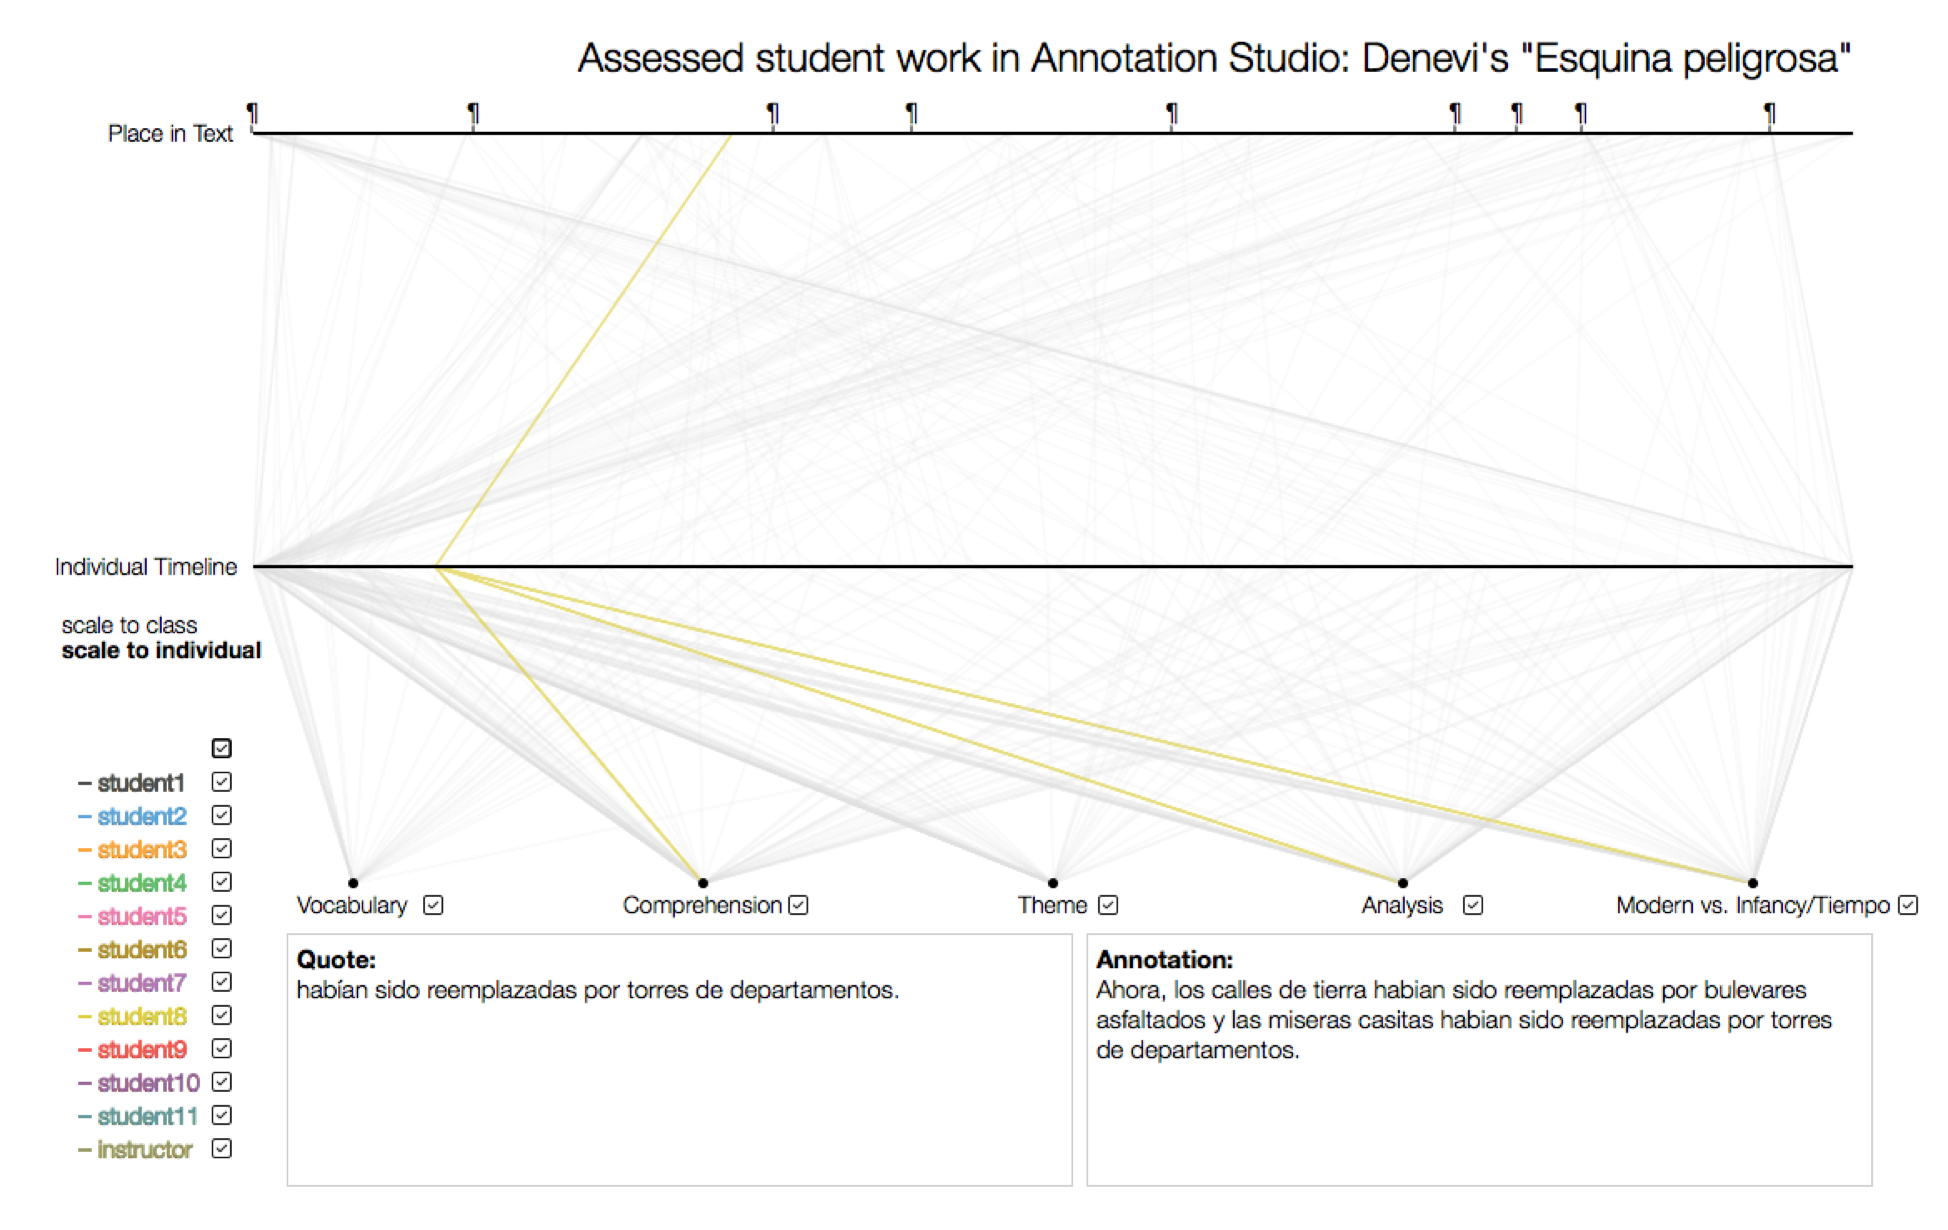 Assessed student work in Annotation Studio: Denevi's "Esquina peligrosa"
¶ ¶ ¶ ¶ ¶ ¶ ¶ ¶ ¶
Place in Text
Individual Timeline
scale to class
scale to individual
– student1
– student2
– student3
– student4
– student5
– student6
– student7
– student8
– student9
– student10
– student11
– instructor
Vocabulary
Comprehension
Theme
Analysis
Modern vs. Infancy/Tiempo
Quote:
habían sido reemplazadas por torres de departamentos.
Annotation:
Ahora, los calles de tierra habian sido reemplazadas por bulevares
asfaltados y las miseras casitas habian sido reemplazadas por torres
de departamentos.